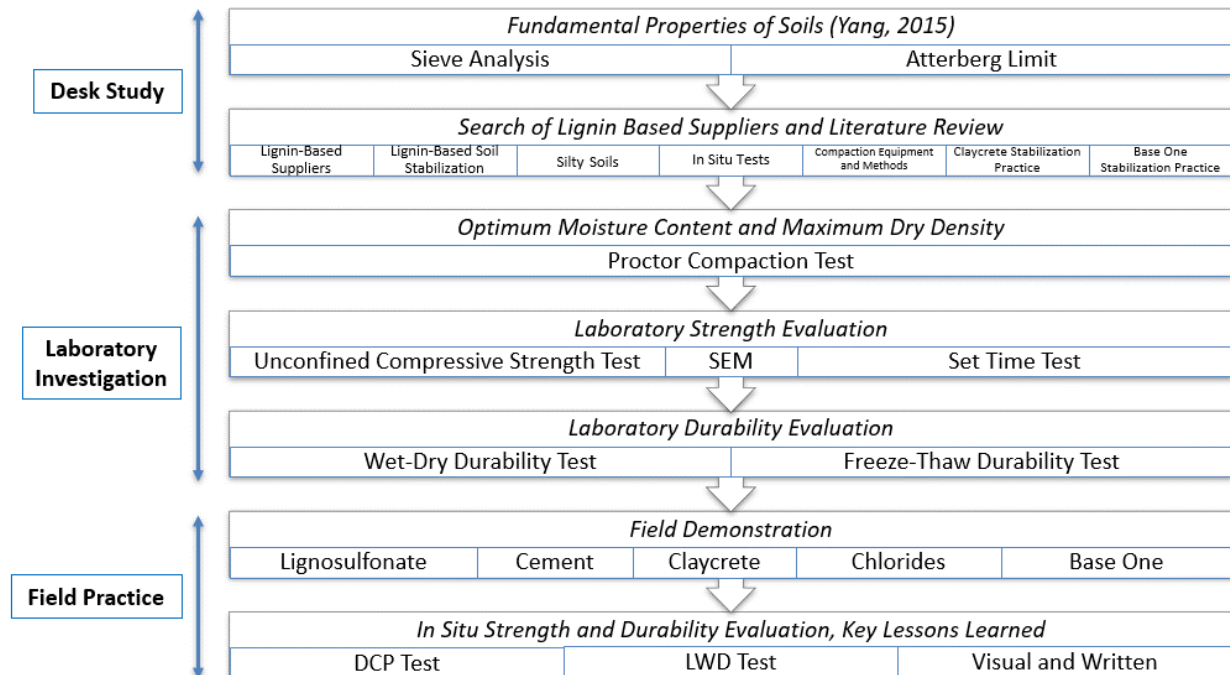 Fundamental Properties of Soils (Yang, 2015)
Sieve Analysis
Atterberg Limit
Desk Study
Search of Lignin Based Suppliers and Literature Review
Lignin-Based
Suppliers
Lignin-Based Soil
Stabilization
Silty Soils
In Situ Tests
Compaction Equipment
and Methods
Claycrete Stabilization
Practice
Base One
Stabilization Practice
Optimum Moisture Content and Maximum Dry Density
Proctor Compaction Test
Laboratory
Investigation
Laboratory Strength Evaluation
Unconfined Compressive Strength Test
SEM
Set Time Test
Laboratory Durability Evaluation
Wet-Dry Durability Test
Freeze-Thaw Durability Test
Field Practice
Field Demonstration
Lignosulfonate
Cement
Claycrete
Chlorides
Base One
In Situ Strength and Durability Evaluation, Key Lessons Learned
DCP Test
LWD Test
Visual and Written